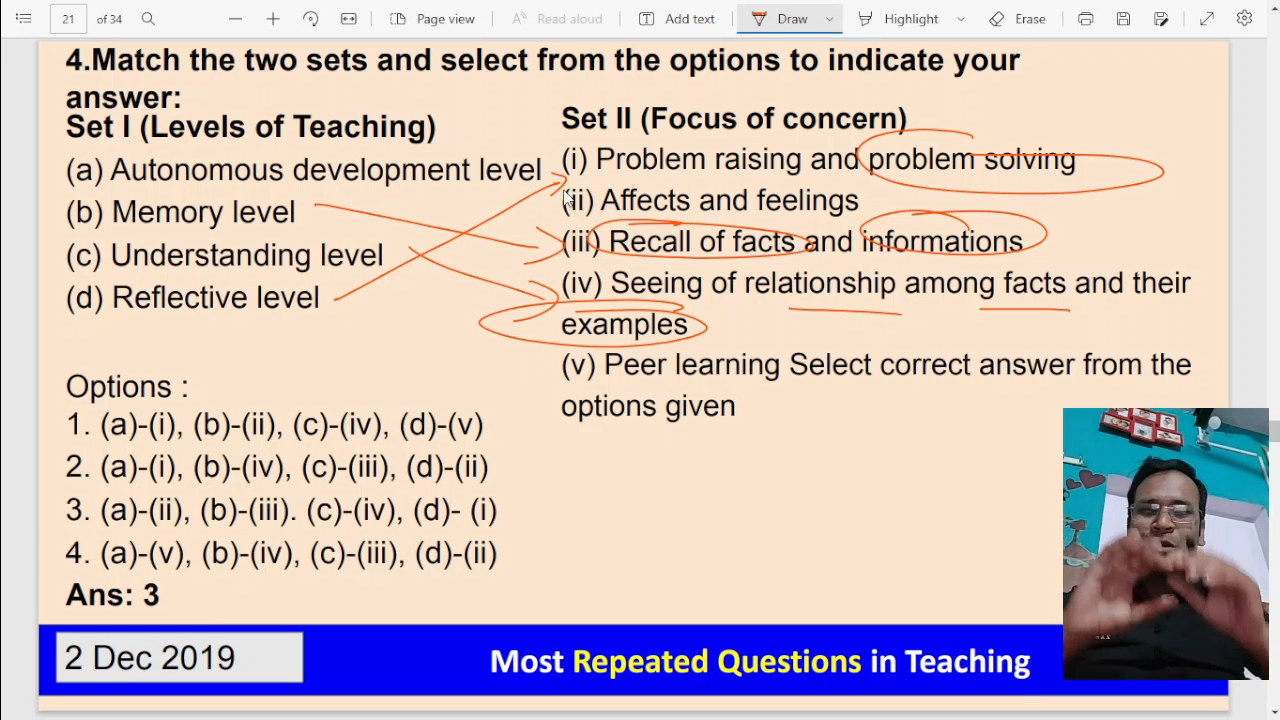 21 of 34 Page view Read aloud Add text Draw Highlight Erase
4.Match the two sets and select from the options to indicate your
answer:
Set I (Levels of Teaching)
(a) Autonomous development level
(b) Memory level
(c) Understanding level
(d) Reflective level
Set II (Focus of concern)
(i) Problem raising and problem solving
(ii) Affects and feelings
(iii) Recall of facts and informations
(iv) Seeing of relationship among facts and their
examples
(v) Peer learning Select correct answer from the
options given
Options :
1. (a)-(i), (b)-(ii), (c)-(iv), (d)-(v)
2. (a)-(i), (b)-(iv), (c)-(iii), (d)-(ii)
3. (a)-(ii), (b)-(iii). (c)-(iv), (d)- (i)
4. (a)-(v), (b)-(iv), (c)-(iii), (d)-(ii)
Ans: 3
2 Dec 2019
Most Repeated Questions in Teaching